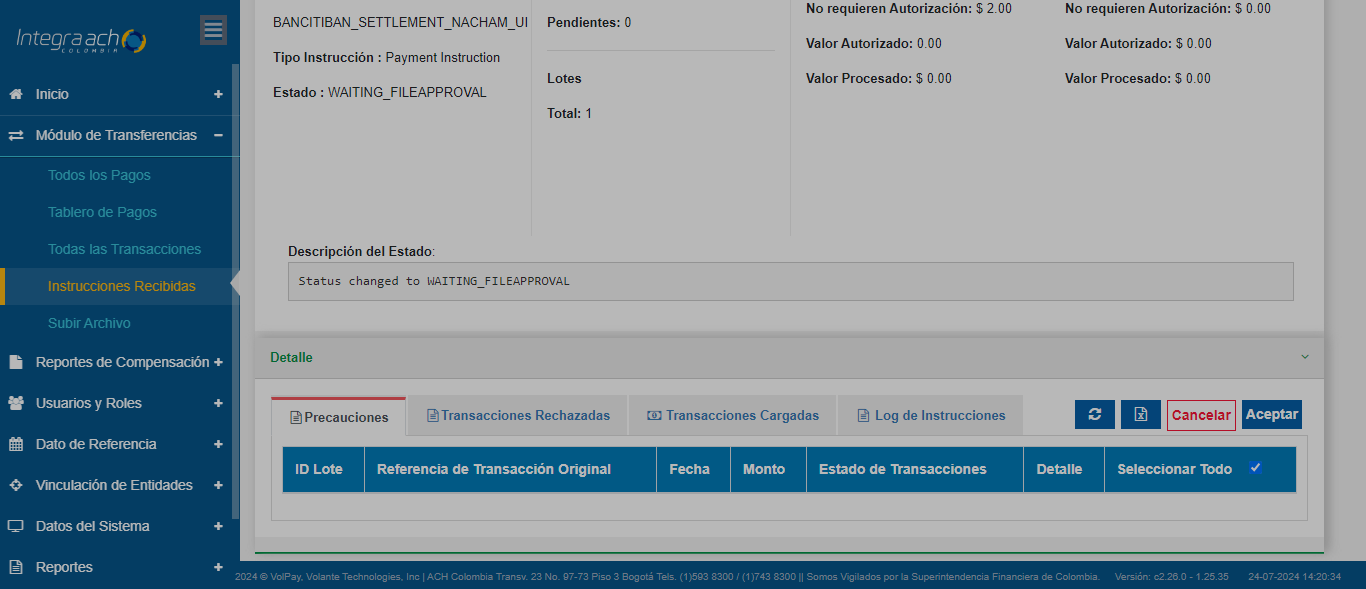 Integra ach
COLOMBIA
Inicio
Módulo de Transferencias
Todos los Pagos
Tablero de Pagos
Todas las Transacciones
Instrucciones Recibidas
Subir Archivo
Reportes de Compensación
Usuarios y Roles
Dato de Referencia
Vinculación de Entidades
Datos del Sistema
Reportes
BANCITIBAN_SETTLEMENT_NACHAM_UI
Tipo Instrucción : Payment Instruction
Estado : WAITING_FILEAPPROVAL
Pendientes: 0
Lotes
Total: 1
No requieren Autorización: $ 2.00
Valor Autorizado: 0.00
Valor Procesado: $ 0.00
No requieren Autorización: $ 0.00
Valor Autorizado: $ 0.00
Valor Procesado: $ 0.00
Descripción del Estado:
Status changed to WAITING_FILEAPPROVAL
Detalle
Precauciones Transacciones Rechazadas Transacciones Cargadas Log de Instrucciones Cancelar Aceptar
ID Lote Referencia de Transacción Original Fecha Monto Estado de Transacciones Detalle Seleccionar Todo
2024 © VolPay, Volante Technologies, Inc | ACH Colombia Transv. 23 No. 97-73 Piso 3 Bogotá Tels. (1)593 8300 / (1)743 8300 || Somos Vigilados por la Superintendencia Financiera de Colombia. Versión: c2.26.0 - 1.25.35 24-07-2024 14:20:34